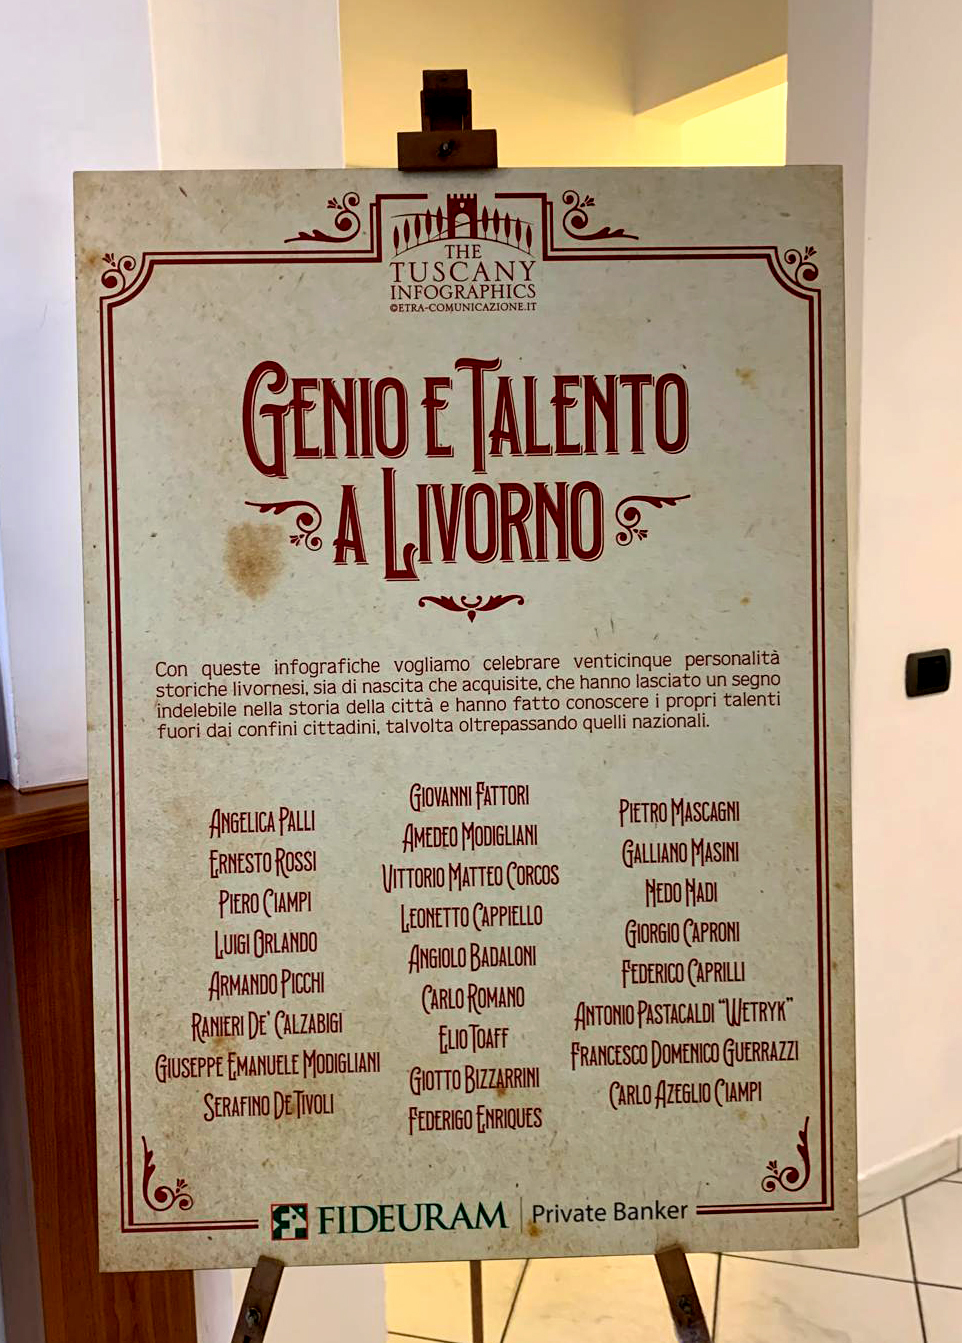 THE
TUSCANY
INFOGRAPHICS
©ETRA-COMUNICAZIONE.IT
GENIO E TALENTO
A LIVORNO
Con queste infografiche vogliamo celebrare venticinque personalità
storiche livornesi, sia di nascita che acquisite, che hanno lasciato un segno
indelebile nella storia della città e hanno fatto conoscere i propri talenti
fuori dai confini cittadini, talvolta oltrepassando quelli nazionali.
ANGELICA PALLI
ERNESTO ROSSI
PIERO CIAMPI
LUIGI ORLANDO
ARMANDO PICCHI
RANIERI DE' CALZABIGI
GIUSEPPE EMANUELE MODIGLIANI
SERAFINO DE TIVOLI
GIOVANNI FATTORI
AMEDEO MODIGLIANI
VITTORIO MATTEO CORCOS
LEONETTO CAPPIELLO
ANGIOLO BADALONI
CARLO ROMANO
ELIO TOAFF
GIOTTO BIZZARRINI
FEDERIGO ENRIQUES
PIETRO MASCAGNI
GALLIANO MASINI
NEDO NADI
GIORGIO CAPRONI
FEDERICO CAPRILLI
ANTONIO PASTACALDI “WETRYK”
FRANCESCO DOMENICO GUERRAZZI
CARLO AZEGLIO CIAMPI
FIDEURAM | Private Banker